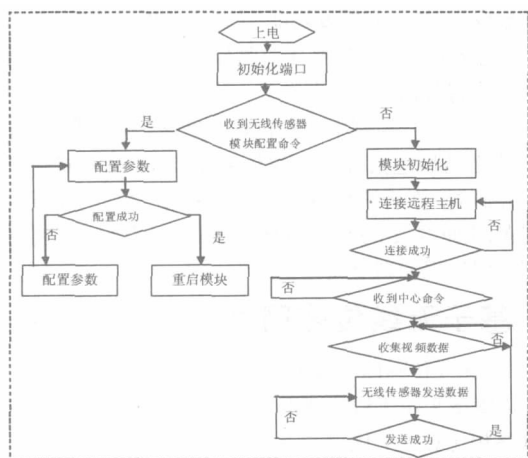 上电
初始化端口
是
收到无线传感器
模块配置命令
否
配置参数
模块初始化
连接远程主机
配置成功
否
是
否
连接成功
配置参数
重启模块
否
收到中心命令
收集视频数据
否
无线传感器发送数据
否
是
发送成功